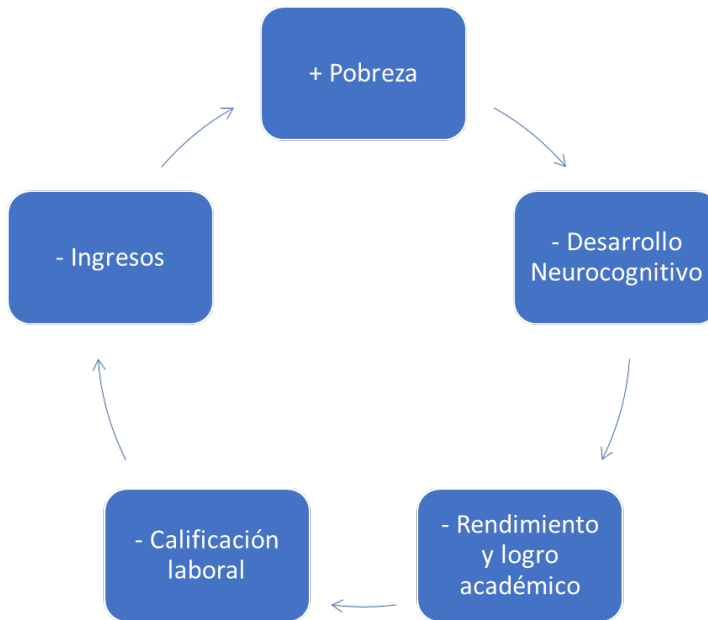 + Pobreza
- Desarrollo
Neurocognitivo
- Rendimiento
y logro
académico
- Calificación
laboral
- Ingresos